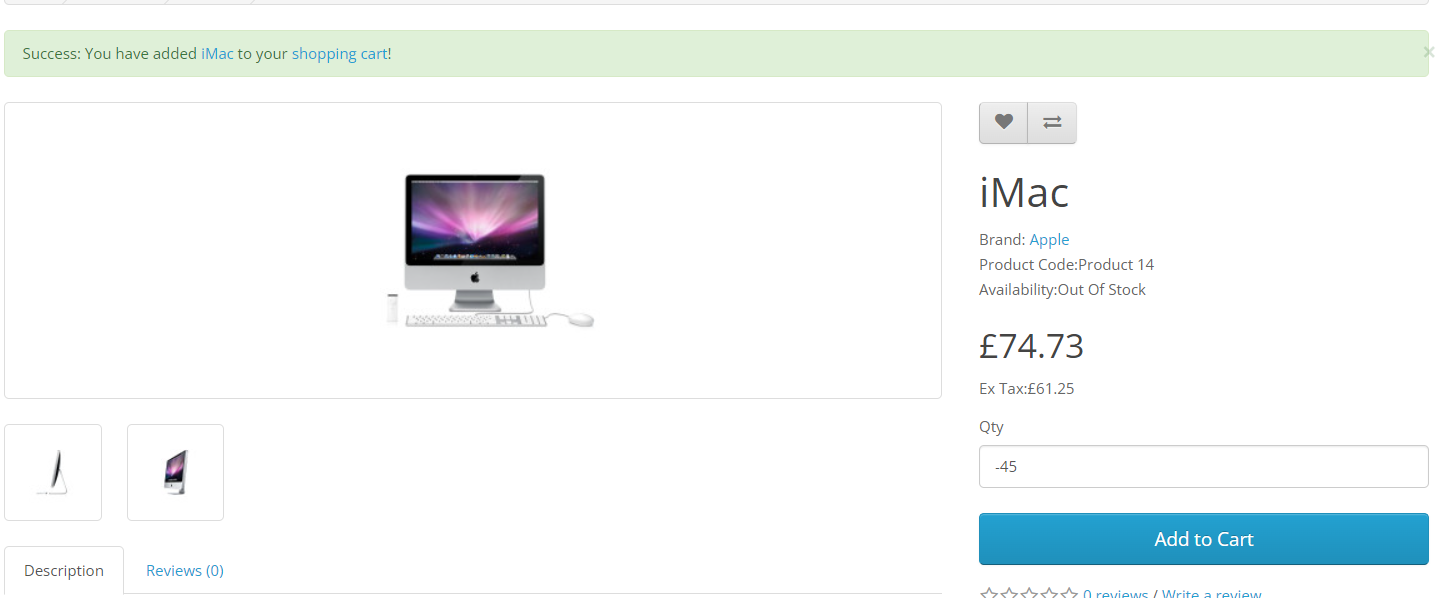 Success: You have added iMac to your shopping cart!
×
iMac
Brand: Apple
Product Code:Product 14
Availability:Out Of Stock
£74.73
Ex Tax:£61.25
Qty
-45
Add to Cart
Description
Reviews (0)
0 reviews / Write a review